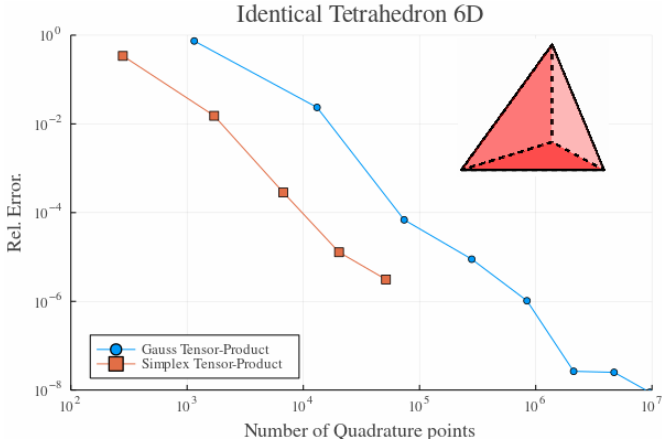 Identical Tetrahedron 6D
Rel. Error.
10^0
10^-2
10^-4
10^-6
10^-8
Gauss Tensor-Product
Simplex Tensor-Product
10^2 10^3 10^4 10^5 10^6 10^7
Number of Quadrature points